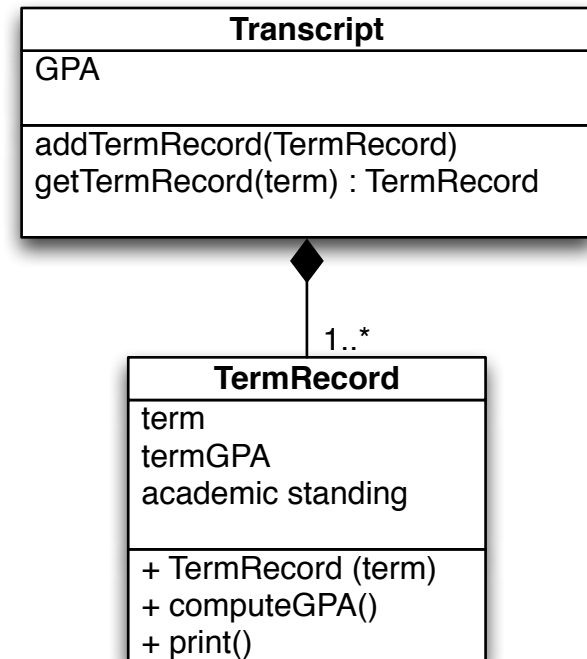 Transcript
GPA
addTermRecord(TermRecord)
getTermRecord(term) : TermRecord
1..*
TermRecord
term
termGPA
academic standing
+ TermRecord (term)
+ computeGPA()
+ print()